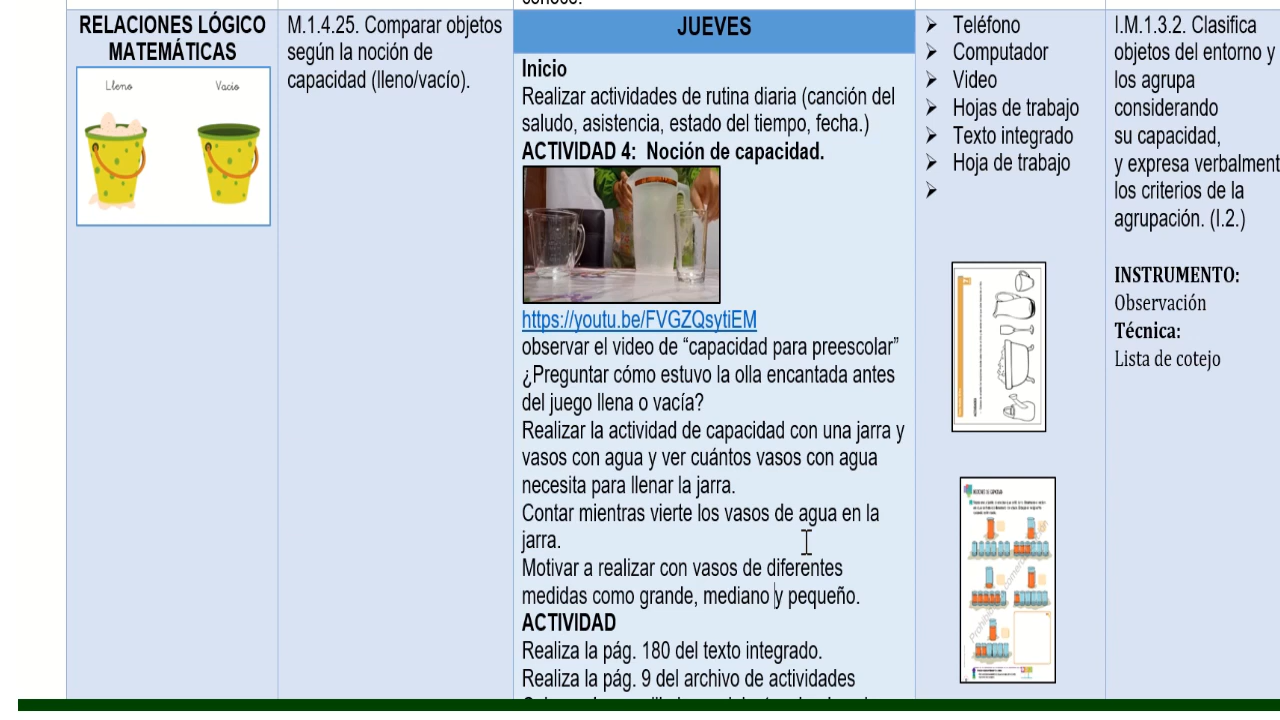 RELACIONES LÓGICO
MATEMÁTICAS
Lleno
Vacio
M.1.4.25. Comparar objetos
según la noción de
capacidad (lleno/vacío).
JUEVES
Inicio
Realizar actividades de rutina diaria (canción del
saludo, asistencia, estado del tiempo, fecha.)
ACTIVIDAD 4: Noción de capacidad.
https://youtu.be/FVGZQsytiEM
observar el video de “capacidad para preescolar”
¿Preguntar cómo estuvo la olla encantada antes
del juego llena o vacía?
Realizar la actividad de capacidad con una jarra y
vasos con agua y ver cuántos vasos con agua
necesita para llenar la jarra.
Contar mientras vierte los vasos de agua en la
jarra.
Motivar a realizar con vasos de diferentes
medidas como grande, mediano y pequeño.
ACTIVIDAD
Realiza la pág. 180 del texto integrado.
Realiza la pág. 9 del archivo de actividades
Teléfono
Computador
Video
Hojas de trabajo
Texto integrado
Hoja de trabajo
I.M.1.3.2. Clasifica
objetos del entorno y
los agrupa
considerando
su capacidad,
y expresa verbalment
los criterios de la
agrupación. (I.2.)
INSTRUMENTO:
Observación
Técnica:
Lista de cotejo